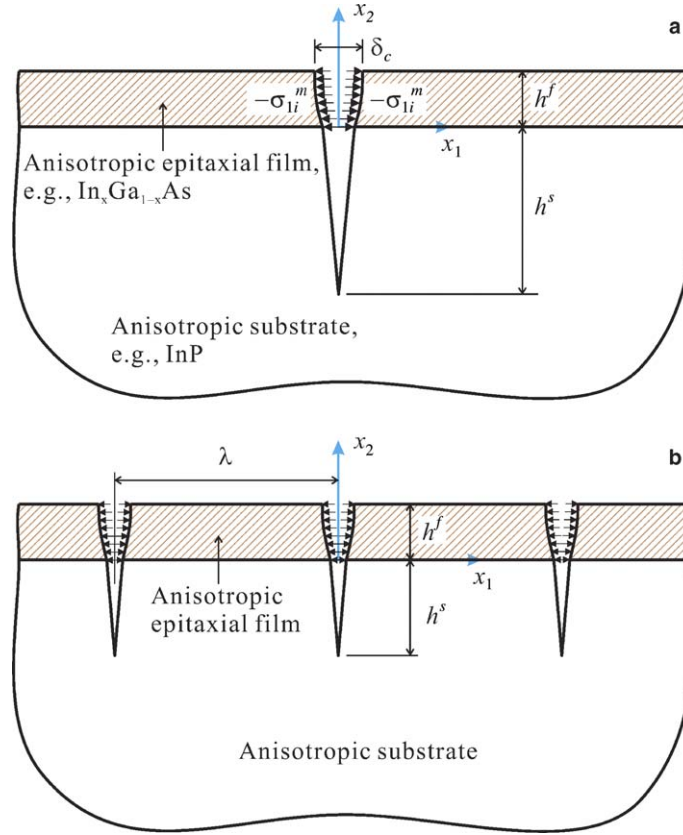 x₂
a
δ_c
−σ₁ᵢᵐ
−σ₁ᵢᵐ
hᶠ
x₁
Anisotropic epitaxial film,
e.g., InₓGa₁₋ₓAs
hˢ
Anisotropic substrate,
e.g., InP
x₂
b
λ
hᶠ
x₁
Anisotropic
epitaxial film
hˢ
Anisotropic substrate